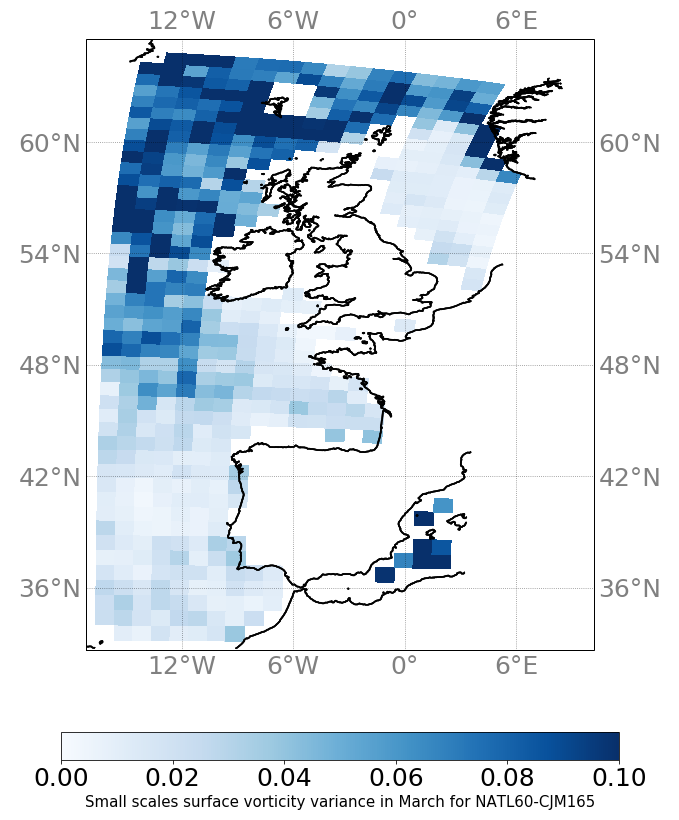 12°W 6°W 0° 6°E
60°N 60°N
54°N 54°N
48°N 48°N
42°N 42°N
36°N 36°N
12°W 6°W 0° 6°E
0.00 0.02 0.04 0.06 0.08 0.10
Small scales surface vorticity variance in March for NATL60-CJM165